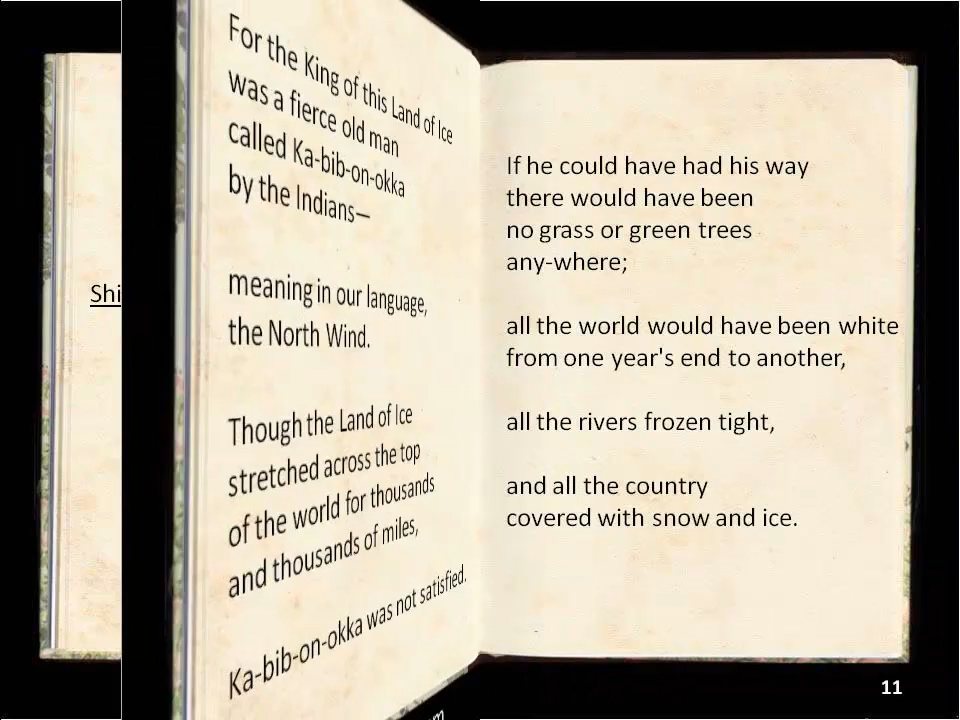 For the King of this Land of Ice
was a fierce old man
called Ka-bib-on-okka
by the Indians—
meaning in our language,
the North Wind.
Though the Land of Ice
stretched across the top
of the world for thousands
and thousands of miles,
Ka-bib-on-okka was not satisfied.
If he could have had his way
there would have been
no grass or green trees
any-where;
all the world would have been white
from one year's end to another,
all the rivers frozen tight,
and all the country
covered with snow and ice.
11